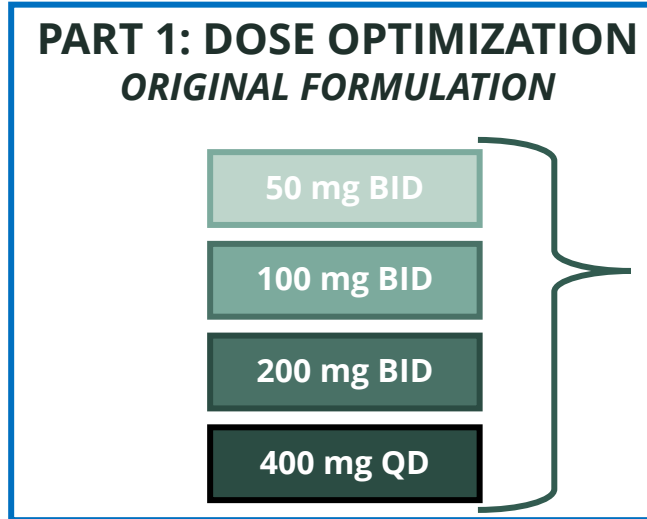 PART 1: DOSE OPTIMIZATION
ORIGINAL FORMULATION
50 mg BID
100 mg BID
200 mg BID
400 mg QD